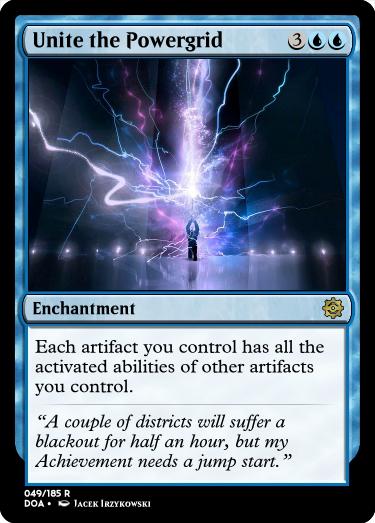 Unite the Powergrid 3
Enchantment
Each artifact you control has all the
activated abilities of other artifacts
you control.
“A couple of districts will suffer a
blackout for half an hour, but my
Achievement needs a jump start.”
049/185 R
DOA • Jacek Irzykowski